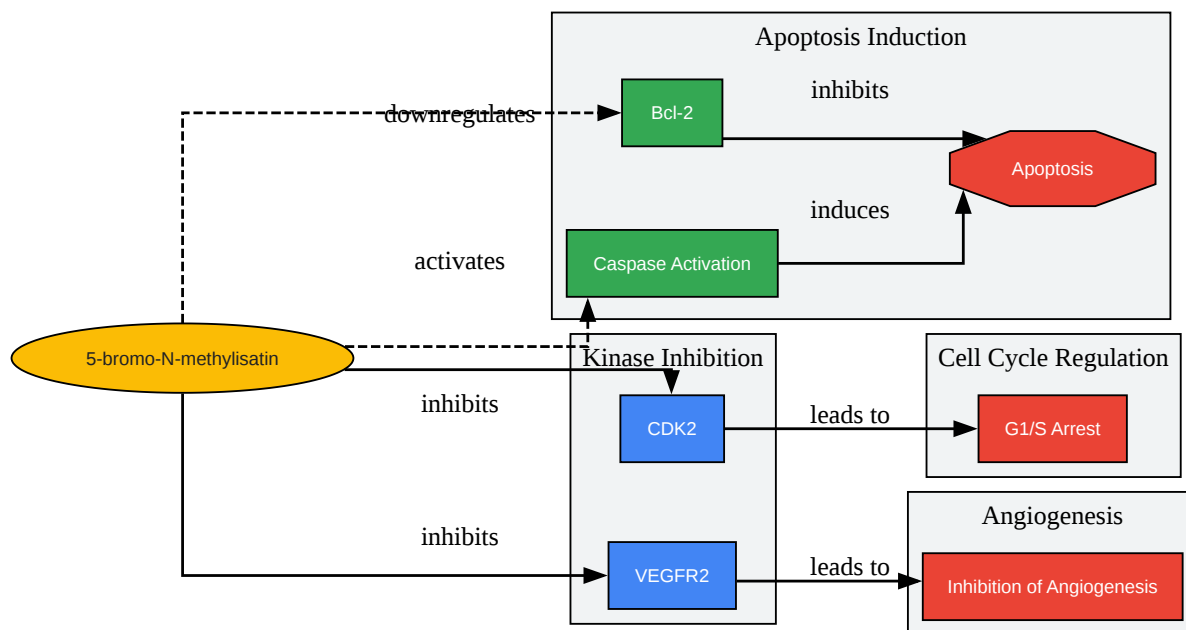 Apoptosis Induction
inhibits
downregulates
Bcl-2
Apoptosis
induces
activates
Caspase Activation
5-bromo-N-methylisatin
Kinase Inhibition
Cell Cycle Regulation
inhibits
CDK2
leads to
G1/S Arrest
Angiogenesis
inhibits
VEGFR2
leads to
Inhibition of Angiogenesis